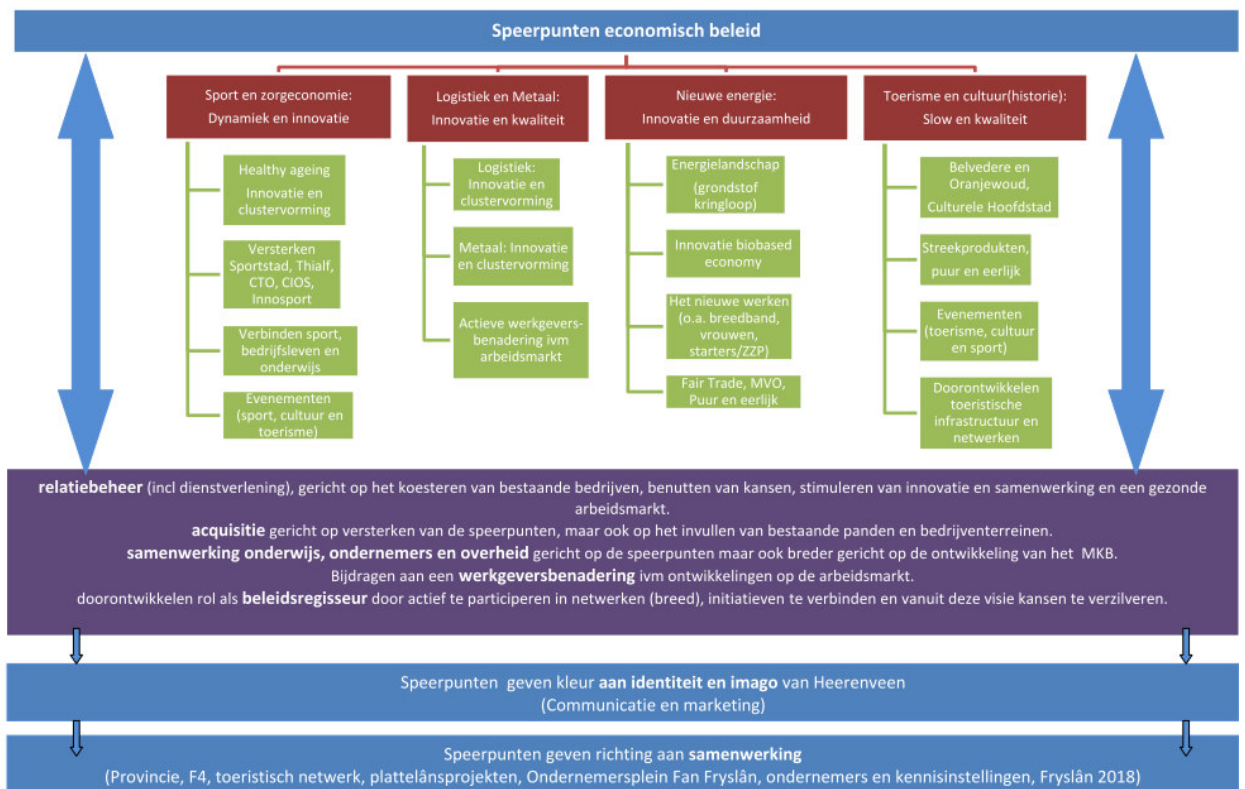 Speerpunten economisch beleid
Sport en zorgeconomie:
Dynamiek en innovatie
Healthy ageing
Innovatie en
clustervorming
Versterken
Sportstad, Thialf,
CTO, CIOS,
Innosport
Verbinden sport,
bedrijfsleven en
onderwijs
Evenementen
(sport, cultuur en
toerisme)
Logistiek en Metaal:
Innovatie en kwaliteit
Logistiek:
Innovatie en
clustervorming
Metaal: Innovatie
en clustervorming
Actieve werkgevers-
benadering ivm
arbeidsmarkt
Nieuwe energie:
Innovatie en duurzaamheid
Energielandschap
(grondstof
kringloop)
Innovatie biobased
economy
Het nieuwe werken
(o.a. breedband,
vrouwen,
starters/ZZP)
Fair Trade, MVO,
Puur en eerlijk
Toerisme en cultuur(historie):
Slow en kwaliteit
Belvedere en
Oranjewoud,
Culturele Hoofdstad
Streekprodukten,
puur en eerlijk
Evenementen
(toerisme, cultuur
en sport)
Doorontwikkelen
toeristische
infrastructuur en
netwerken
relatiebeheer (incl dienstverlening), gericht op het koesteren van bestaande bedrijven, benutten van kansen, stimuleren van innovatie en samenwerking en een gezonde
arbeidsmarkt.
acquisitie gericht op versterken van de speerpunten, maar ook op het invullen van bestaande panden en bedrijventerreinen.
samenwerking onderwijs, ondernemers en overheid gericht op de speerpunten maar ook breder gericht op de ontwikkeling van het MKB.
Bijdragen aan een werkgeversbenadering ivm ontwikkelingen op de arbeidsmarkt.
doorontwikkelen rol als beleidsregisseur door actief te participeren in netwerken (breed), initiatieven te verbinden en vanuit deze visie kansen te verzilveren.
Speerpunten geven kleur aan identiteit en imago van Heerenveen
(Communicatie en marketing)
Speerpunten geven richting aan samenwerking
(Provincie, F4, toeristisch netwerk, plattelânsprojekten, Ondernemersplein Fan Fryslân, ondernemers en kennisinstellingen, Fryslân 2018)